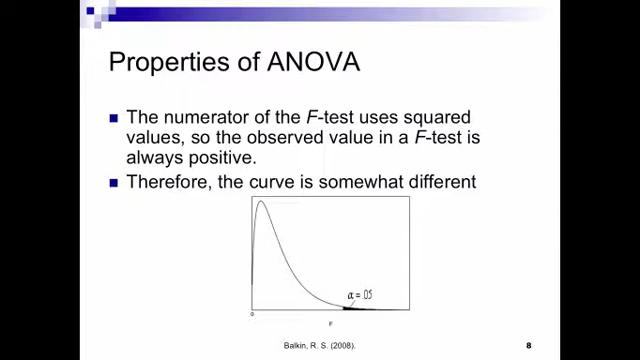 Properties of ANOVA
The numerator of the F-test uses squared
values, so the observed value in a F-test is
always positive.
Therefore, the curve is somewhat different
α = .05
0
F
Balkin, R. S. (2008).
8